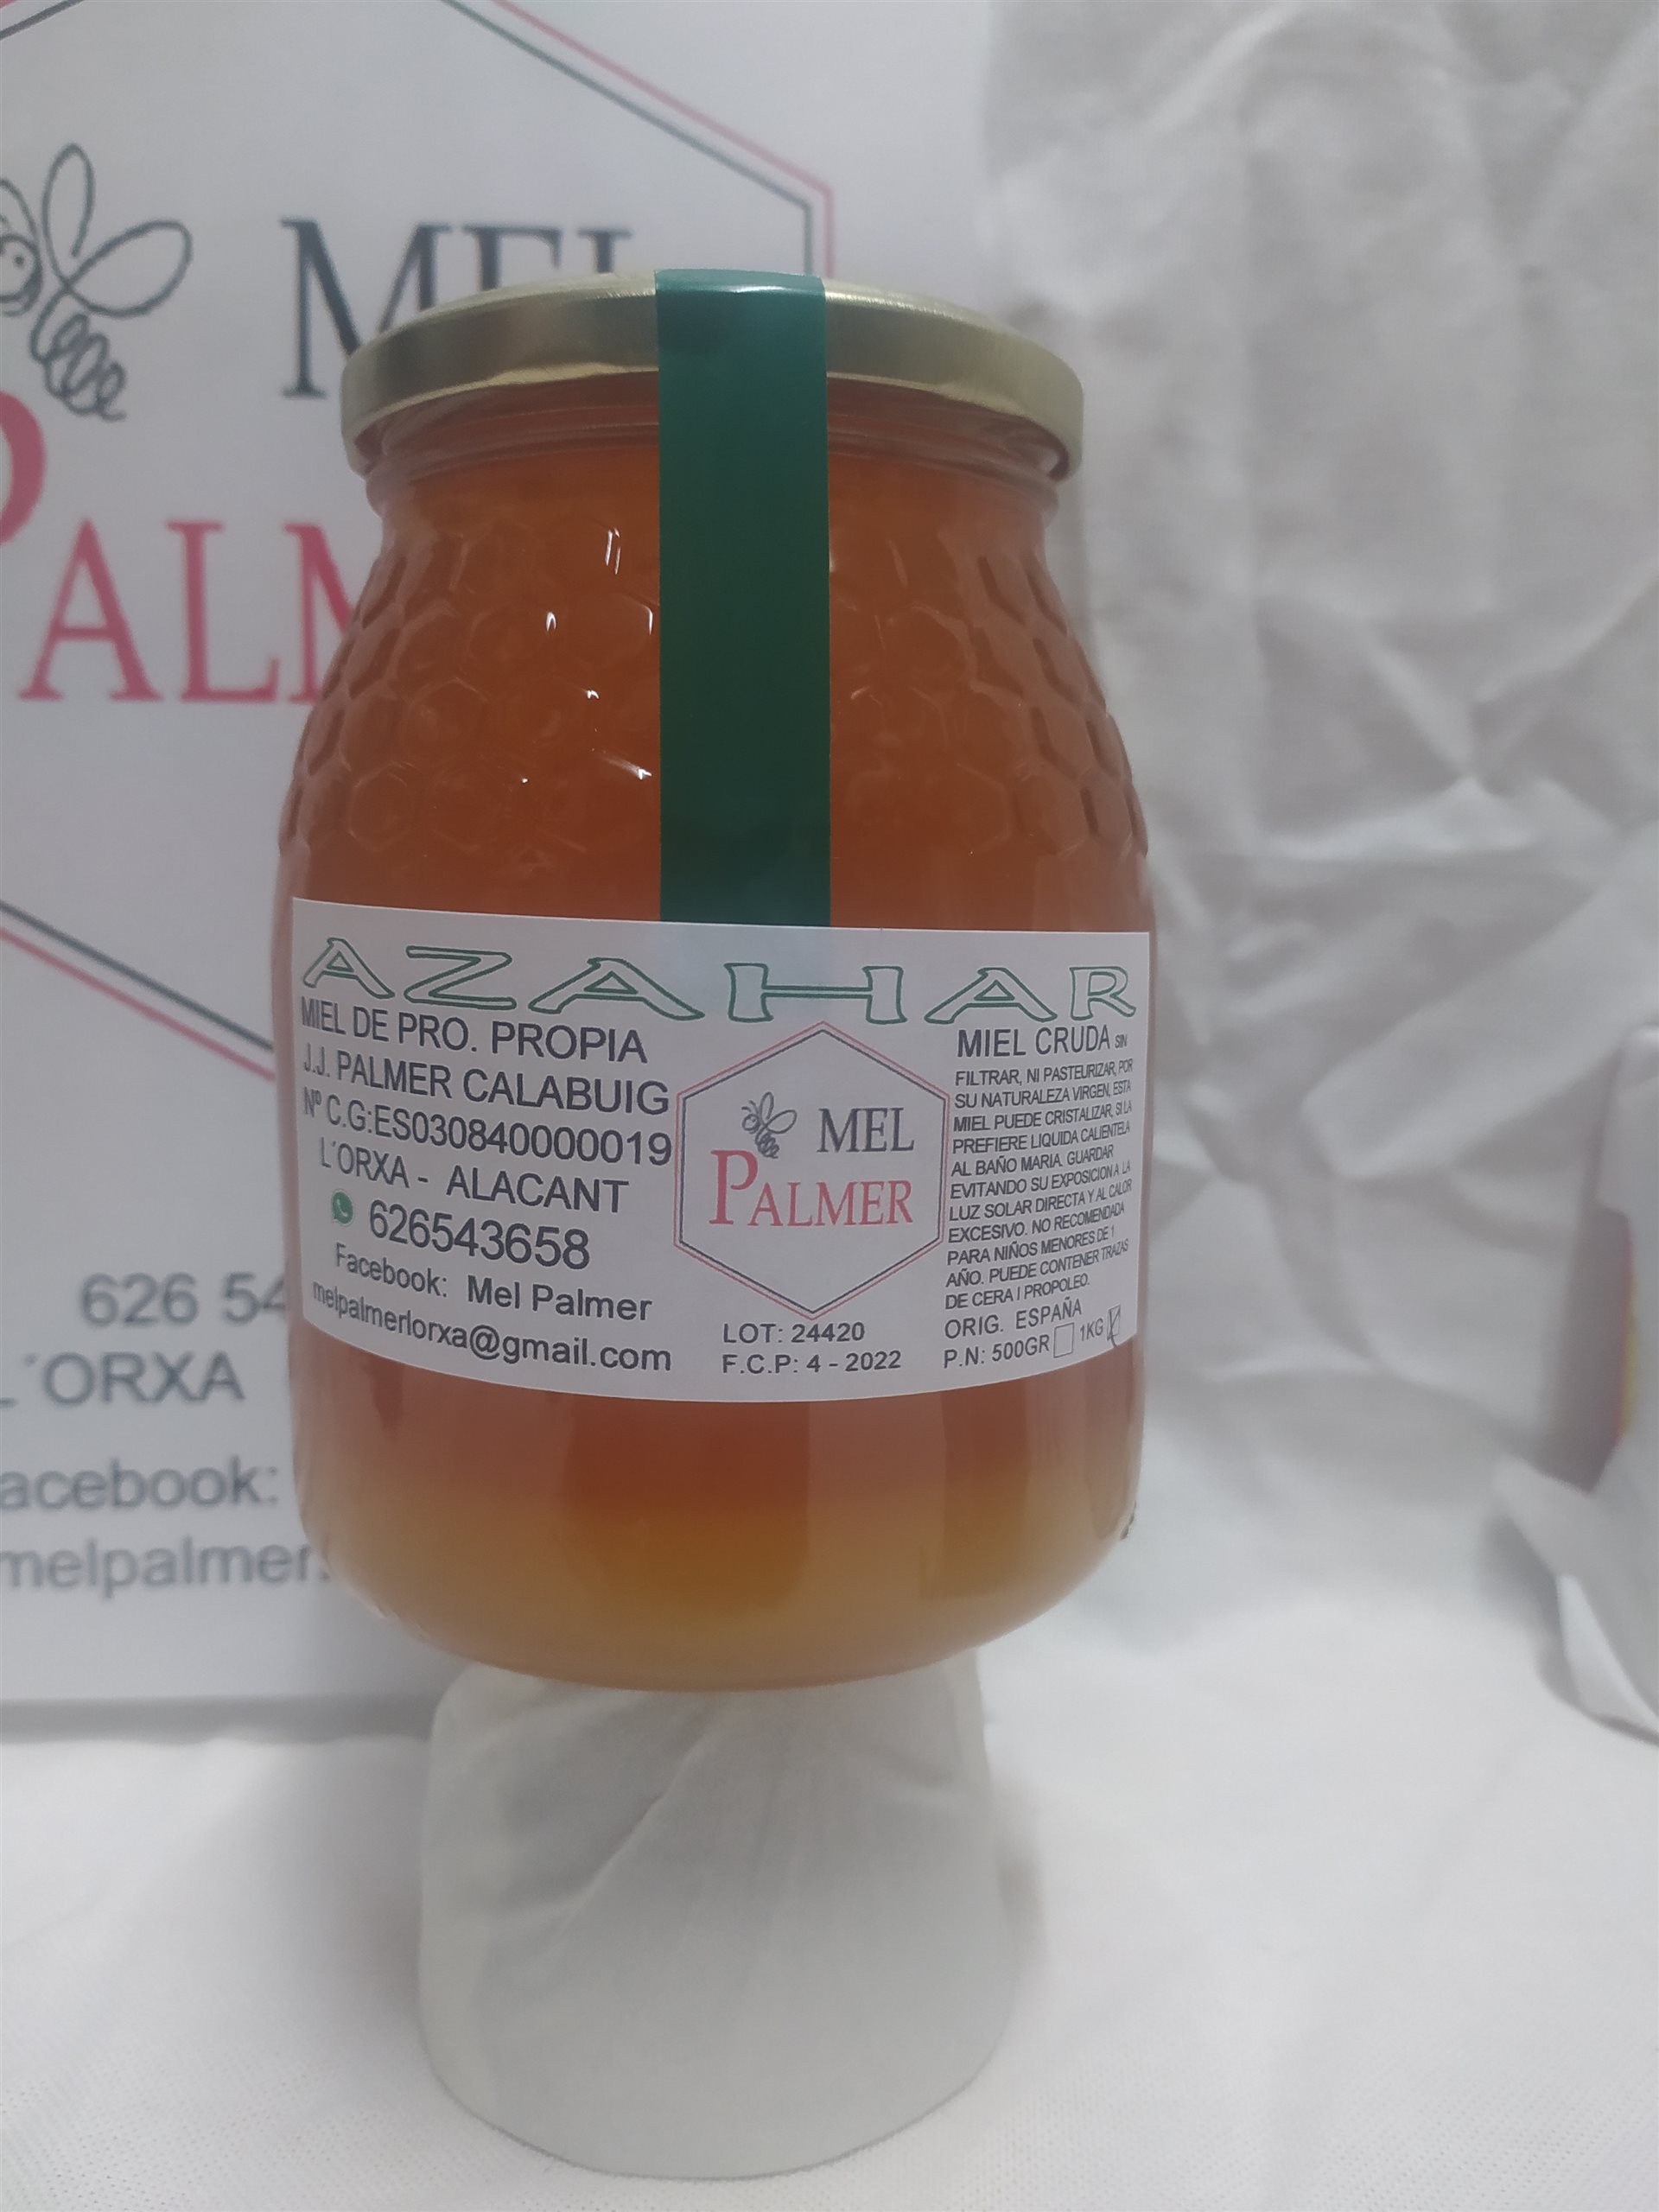 MEL
PALM
626 54
L´ORXA
acebook:
melpalmer
AZAHAR
MIEL DE PRO. PROPIA
J.J. PALMER CALABUIG
Nº C.G:ES030840000019
L´ORXA - ALACANT
626543658
Facebook: Mel Palmer
melpalmerlorxa@gmail.com
MEL
PALMER
LOT: 24420
F.C.P: 4 - 2022
MIEL CRUDA SIN
FILTRAR, NI PASTEURIZAR, POR
SU NATURALEZA VIRGEN, ESTA
MIEL PUEDE CRISTALIZAR, SI LA
PREFIERE LIQUIDA CALIENTELA
AL BAÑO MARIA. GUARDAR
EVITANDO SU EXPOSICION A LA
LUZ SOLAR DIRECTA Y AL CALOR
EXCESIVO. NO RECOMENDADA
PARA NIÑOS MENORES DE 1
AÑO. PUEDE CONTENER TRAZAS
DE CERA I PROPOLEO.
ORIG. ESPAÑA
P.N: 500GR 1KG